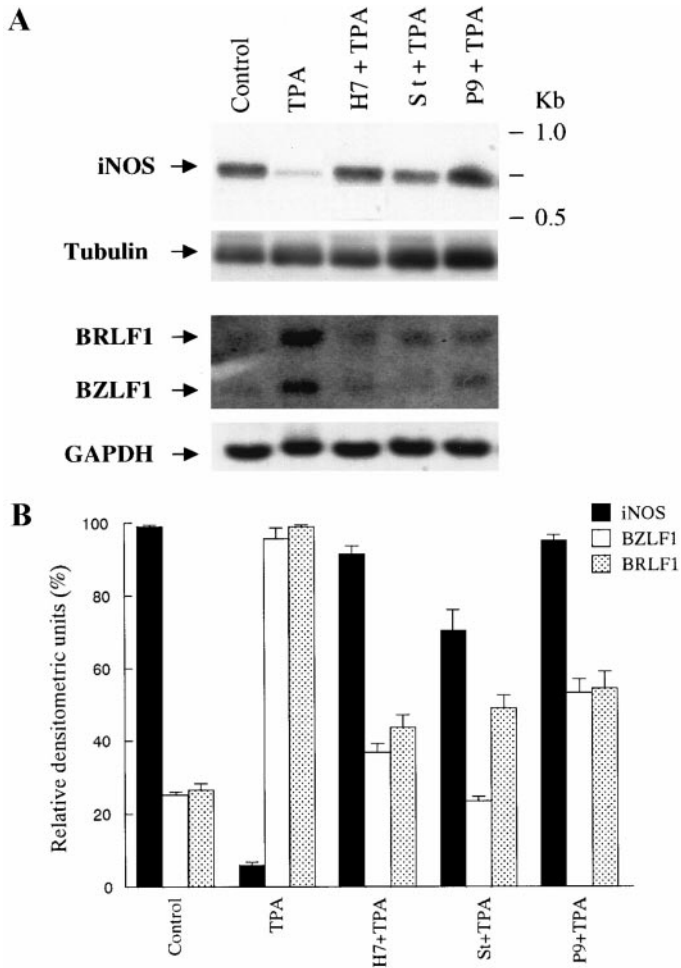 A
Control
TPA
H7 + TPA
St + TPA
P9 + TPA
Kb
1.0
iNOS
0.5
Tubulin
BRLF1
BZLF1
GAPDH
B
100
80
60
40
20
0
Relative densitometric units (%)
iNOS
BZLF1
BRLF1
Control
TPA
H7+TPA
St+TPA
P9+TPA